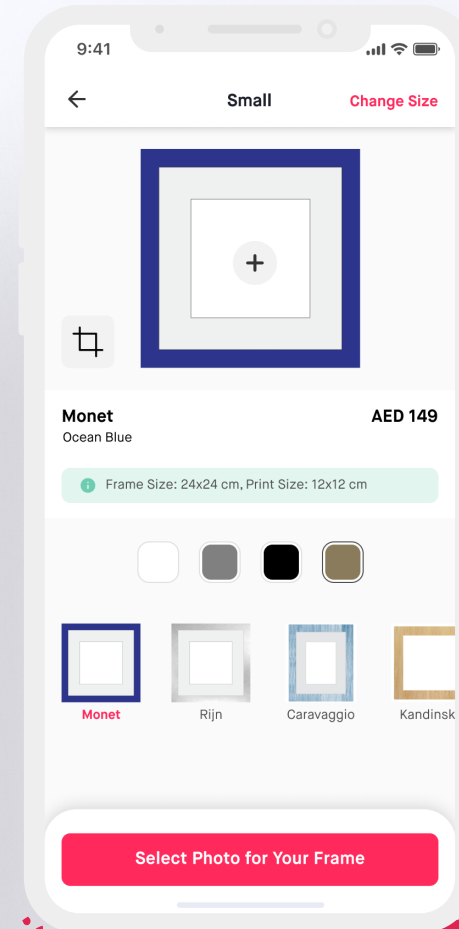 9:41
Small
Change Size
Monet
AED 149
Ocean Blue
Frame Size: 24x24 cm, Print Size: 12x12 cm
Monet
Rijn
Caravaggio
Kandinsk
Select Photo for Your Frame